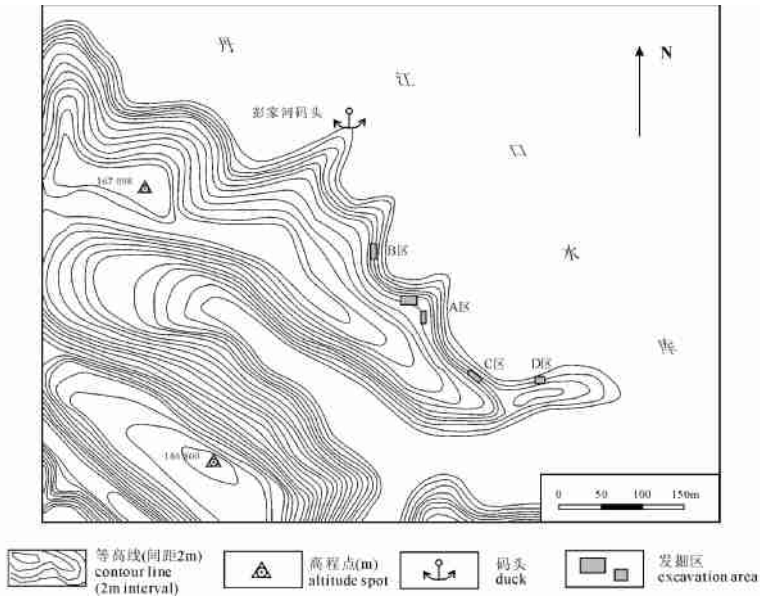 丹
江
口
水
库
N
彭家河码头
B区
A区
C区
D区
0 50 100 150m
等高线(间距2m)
contour line
(2m interval)
高程点(m)
altitude spot
码头
duck
发掘区
excavation area